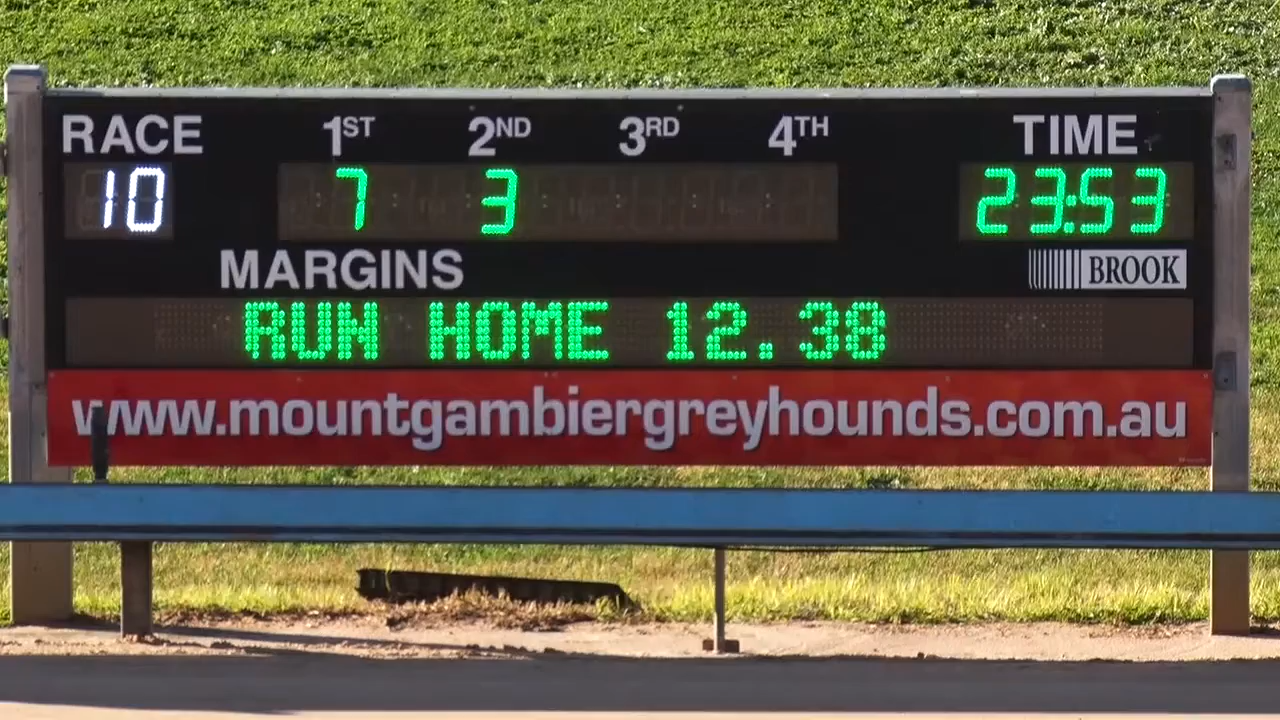 RACE 1ST 2ND 3RD 4TH TIME
10 7 3 23:53
MARGINS BROOK
RUN HOME 12.38
www.mountgambiergreyhounds.com.au